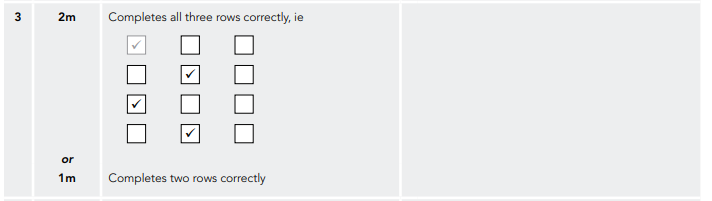 3 2m Completes all three rows correctly, ie
or
1m Completes two rows correctly